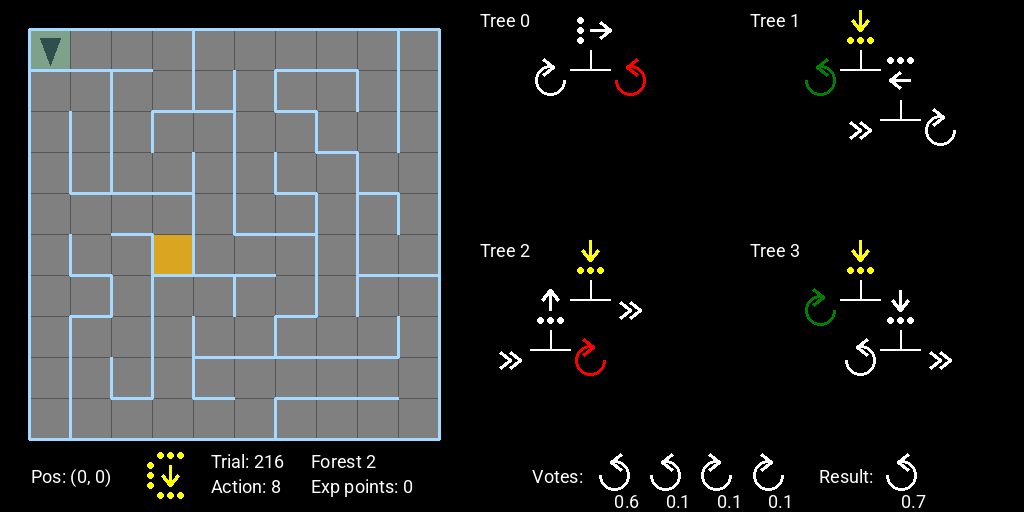 Tree 0
Tree 1
Tree 2
Tree 3
Pos: (0, 0)
Trial: 216
Forest 2
Action: 8
Exp points: 0
Votes:
0.6
0.1
0.1
0.1
Result:
0.7